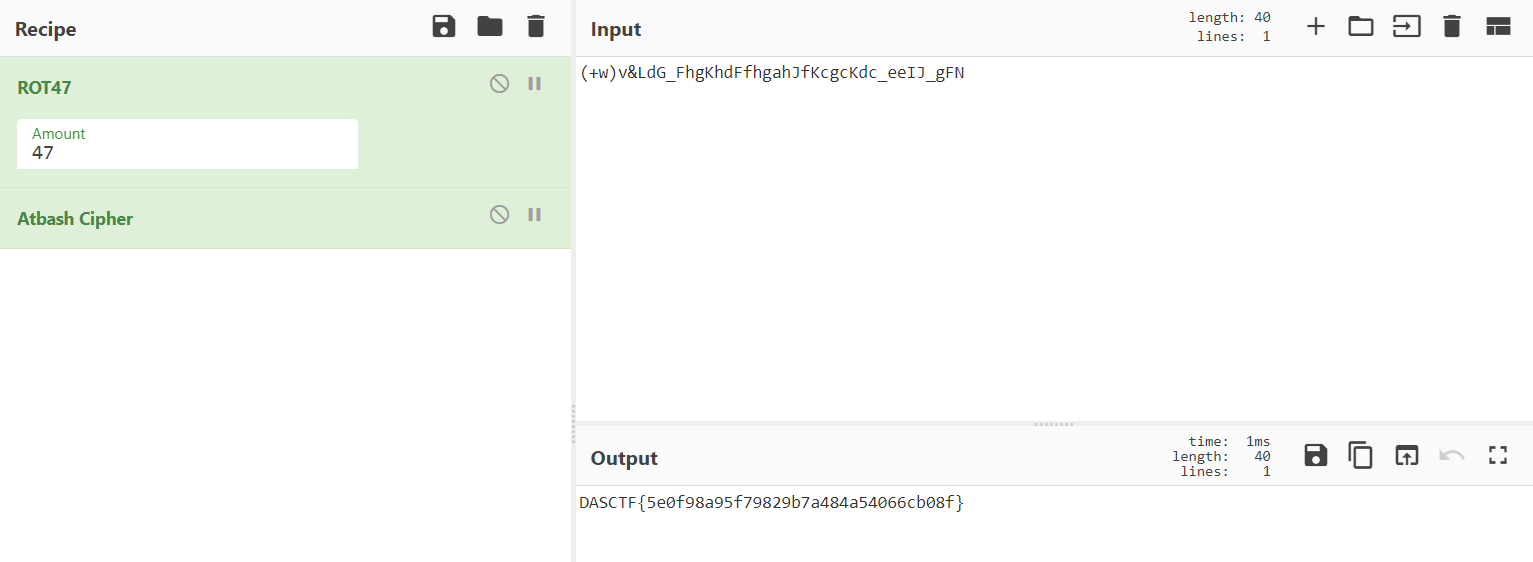 Recipe
ROT47
Amount
47
Atbash Cipher
Input
length: 40
lines: 1
(+w)v&LdG_FhgKhdFfhgahJfKcgcKdc_eeIJ_gFN
Output
time: 1ms
length: 40
lines: 1
DASCTF{5e0f98a95f79829b7a484a54066cb08f}